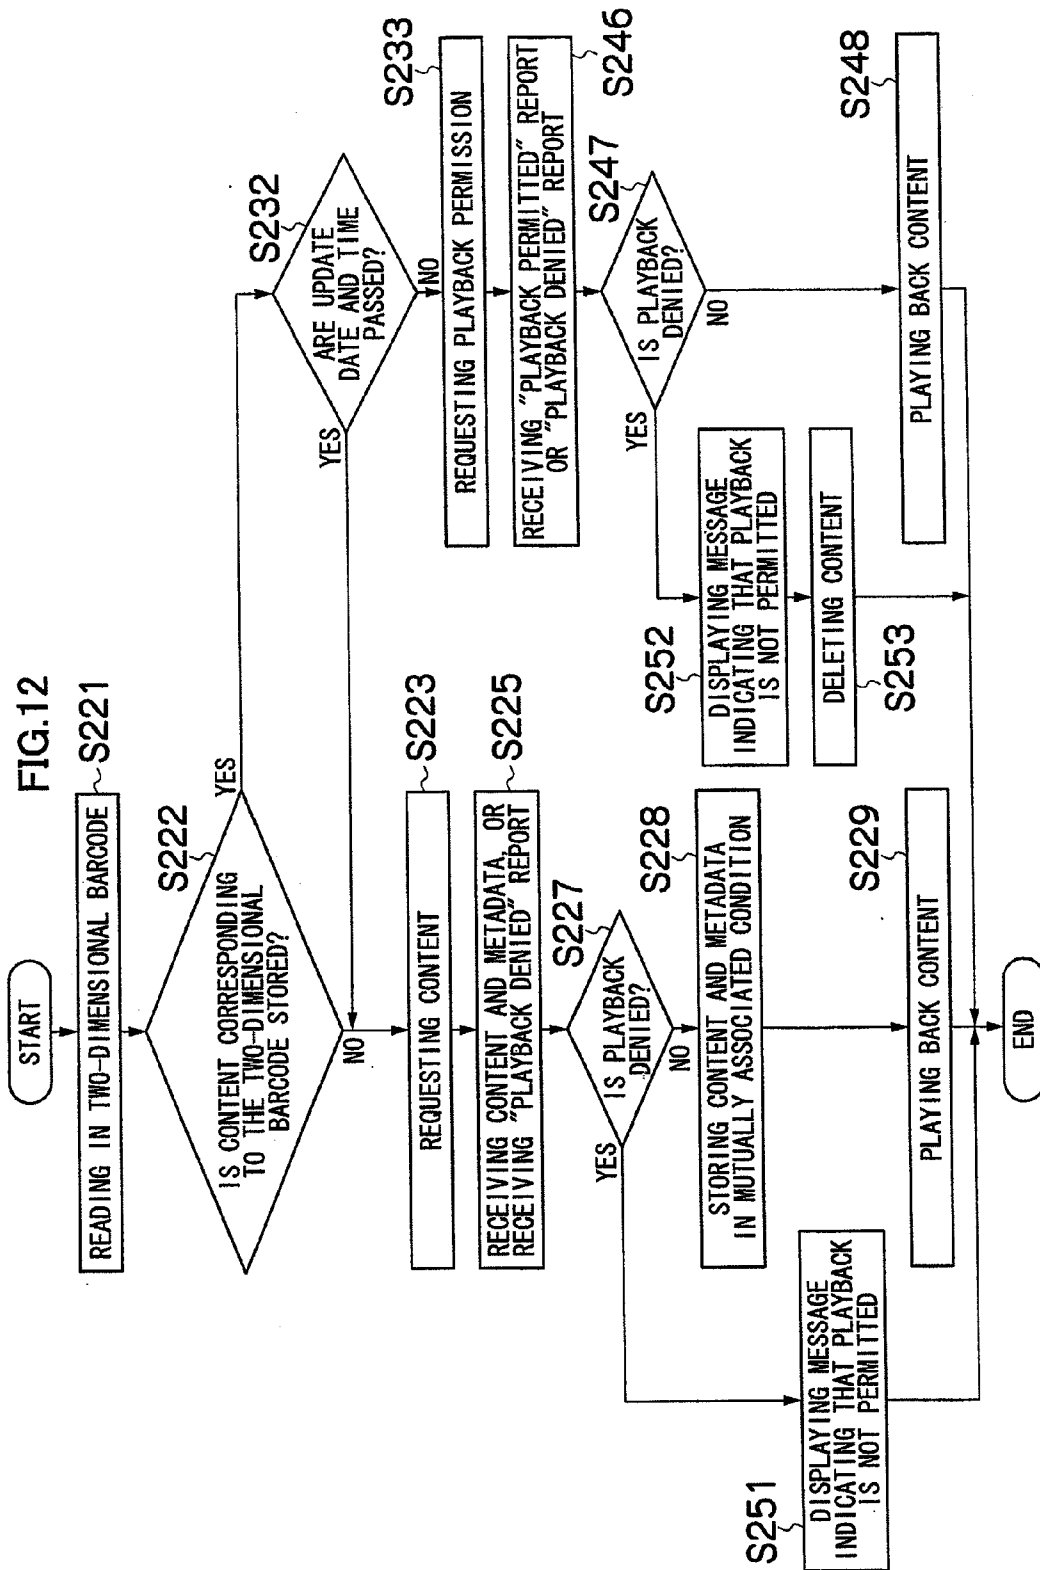 FIG.12
START
READING IN TWO-DIMENSIONAL BARCODE
S221
IS CONTENT CORRESPONDING
TO THE TWO-DIMENSIONAL
BARCODE STORED?
S222
YES
NO
ARE UPDATE
DATE AND TIME
PASSED?
S232
YES
NO
REQUESTING CONTENT
S223
RECEIVING CONTENT AND METADATA, OR
RECEIVING "PLAYBACK DENIED" REPORT
S225
IS PLAYBACK
DENIED?
S227
YES
NO
STORING CONTENT AND METADATA
IN MUTUALLY ASSOCIATED CONDITION
S228
PLAYING BACK CONTENT
S229
DISPLAYING MESSAGE
INDICATING THAT PLAYBACK
IS NOT PERMITTED
S251
REQUESTING PLAYBACK PERMISSION
S233
RECEIVING "PLAYBACK PERMITTED" REPORT
OR "PLAYBACK DENIED" REPORT
S246
IS PLAYBACK
DENIED?
S247
YES
NO
DISPLAYING MESSAGE
INDICATING THAT PLAYBACK
IS NOT PERMITTED
S252
DELETING CONTENT
S253
PLAYING BACK CONTENT
S248
END